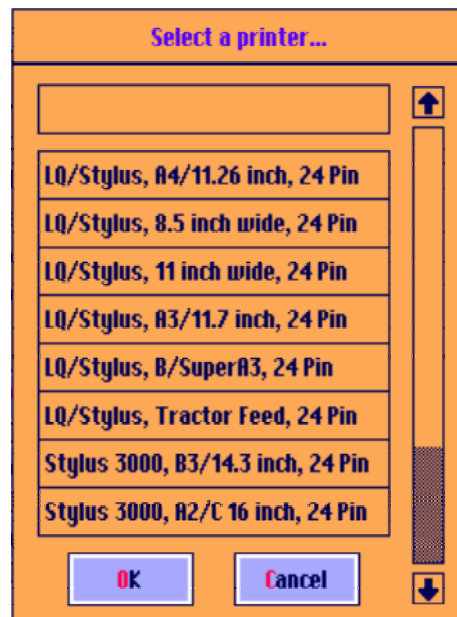 Select a printer...
LQ/Stylus, A4/11.26 inch, 24 Pin
LQ/Stylus, 8.5 inch wide, 24 Pin
LQ/Stylus, 11 inch wide, 24 Pin
LQ/Stylus, A3/11.7 inch, 24 Pin
LQ/Stylus, B/SuperA3, 24 Pin
LQ/Stylus, Tractor Feed, 24 Pin
Stylus 3000, B3/14.3 inch, 24 Pin
Stylus 3000, A2/C 16 inch, 24 Pin
OK Cancel